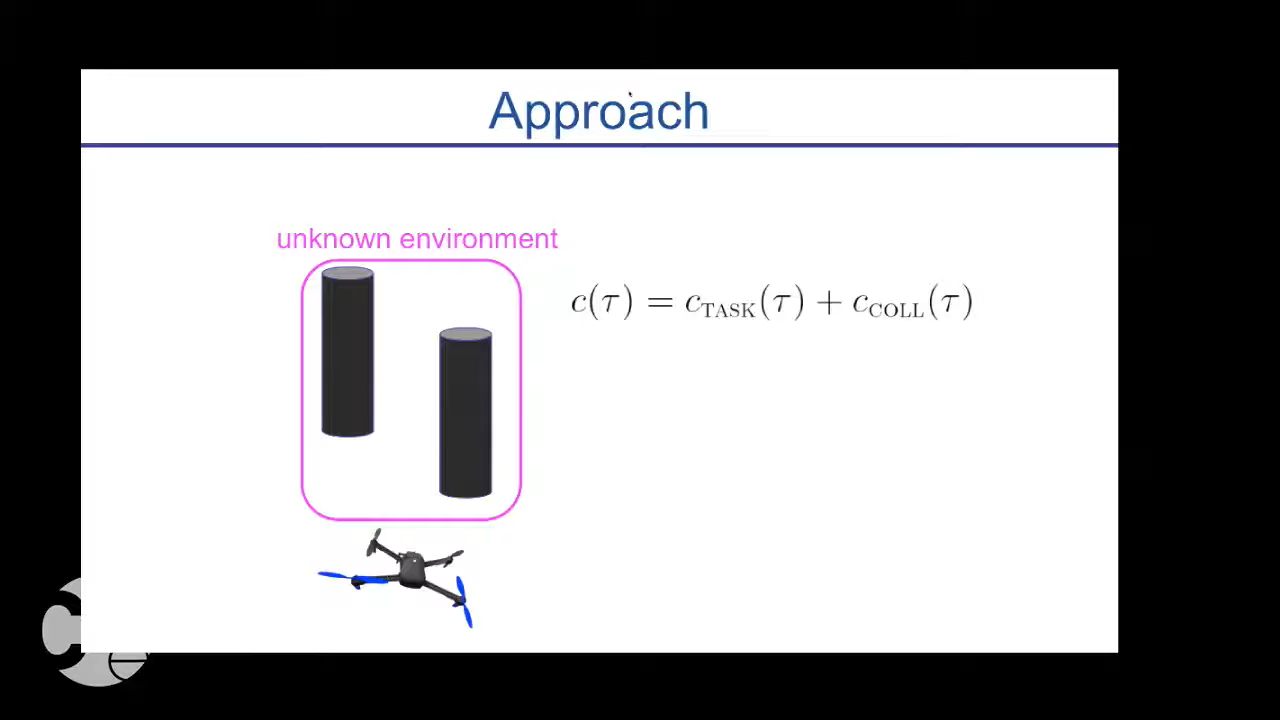 Approach
unknown environment
c(τ) = c_TASK(τ) + c_COLL(τ)